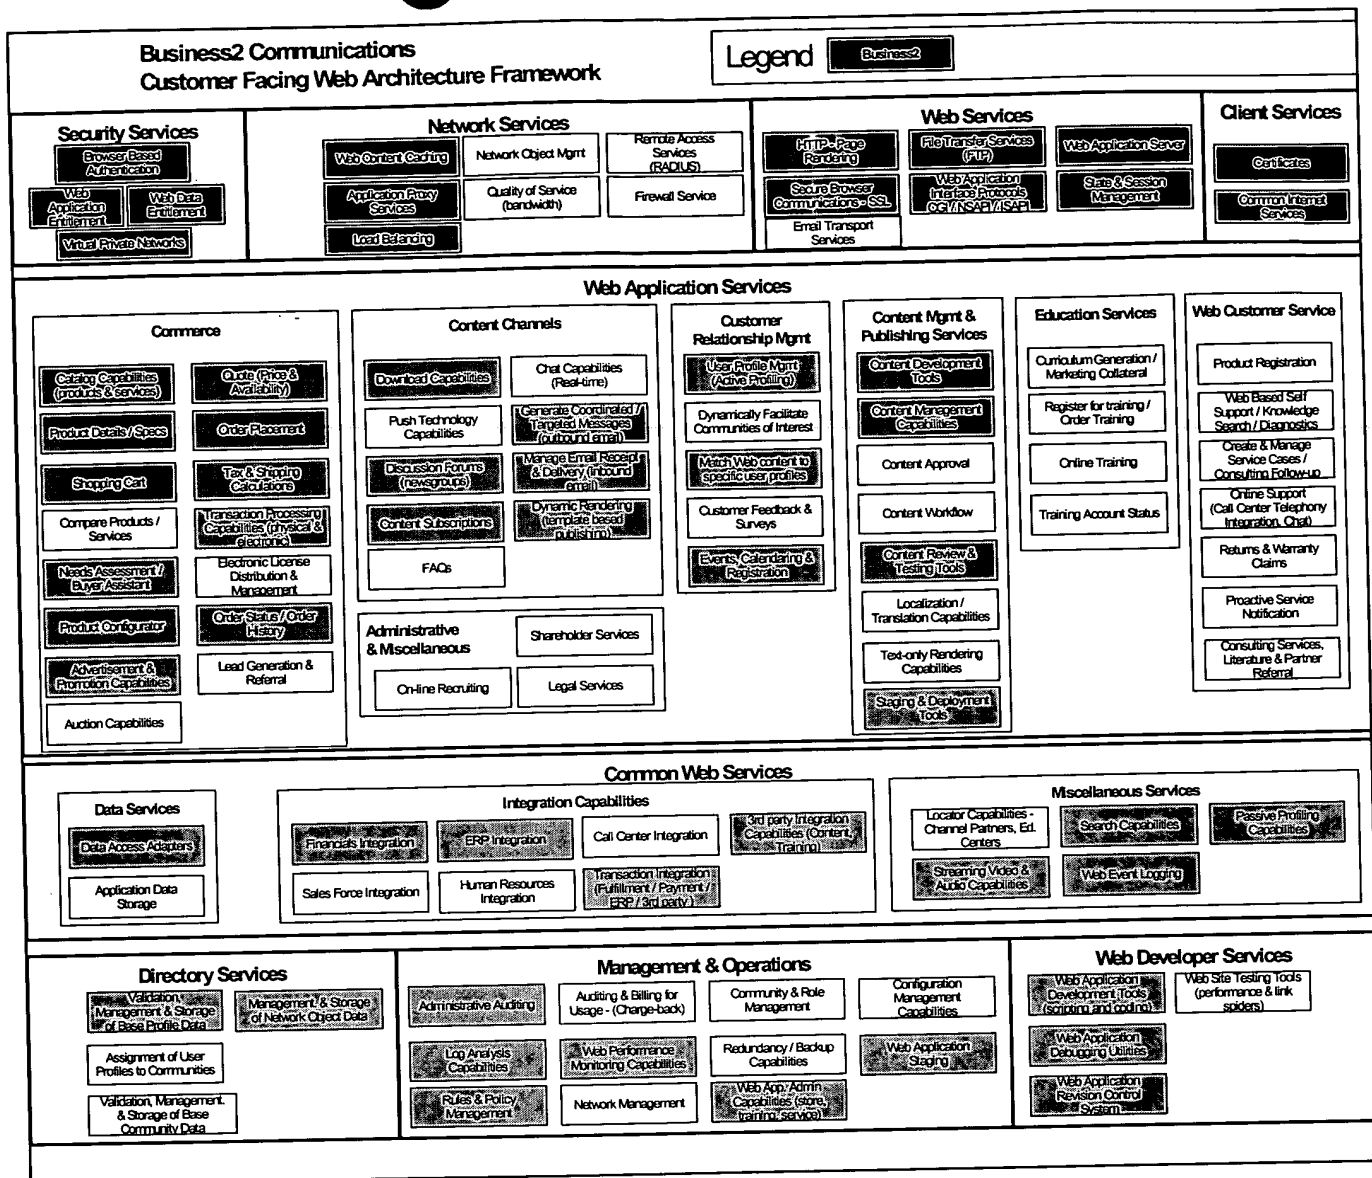 Business2 Communications
Customer Facing Web Architecture Framework
Legend
Business2
Security Services
Browser Based
Authentication
Web
Application
Entitlement
Web Data
Entitlement
Virtual Private Networks
Network Services
Web Content Caching
Network Object Mgmt
Remote Access
Services
(RADIUS)
Application Proxy
Services
Quality of Service
(bandwidth)
Firewall Service
Load Balancing
Web Services
HTTP - Page
Rendering
File Transfer Services
(FTP)
Web Application Server
Secure Browser
Communications - SSL
Web Application
Interface Protocols
CGI / NSAPI / ISAPI
State & Session
Management
Email Transport
Services
Client Services
Certificates
Common Internet
Services
Web Application Services
Commerce
Catalog Capabilities
(products & services)
Quote (Price &
Availability)
Product Details / Specs
Order Placement
Shopping Cart
Tax & Shipping
Calculations
Compare Products /
Services
Transaction Processing
Capabilities (physical &
electronic)
Needs Assessment /
Buyer Assistant
Electronic License
Distribution &
Management
Product Configurator
Order Status / Order
History
Advertisement &
Promotion Capabilities
Lead Generation &
Referral
Auction Capabilities
Content Channels
Download Capabilities
Chat Capabilities
(Real-time)
Push Technology
Capabilities
Generate Coordinated /
Targeted Messages
(outbound email)
Discussion Forums
(newsgroups)
Manage Email Receipt
& Delivery (inbound
email)
Content Subscriptions
Dynamic Rendering
(template based
publishing)
FAQs
Administrative
& Miscellaneous
Shareholder Services
On-line Recruiting
Legal Services
Customer
Relationship Mgmt
User Profile Mgmt
(Active Profiling)
Dynamically Facilitate
Communities of Interest
Match Web content to
specific user profiles
Customer Feedback &
Surveys
Events, Calendaring &
Registration
Content Mgmt &
Publishing Services
Content Development
Tools
Content Management
Capabilities
Content Approval
Content Workflow
Content Review &
Testing Tools
Localization /
Translation Capabilities
Text-only Rendering
Capabilities
Staging & Deployment
Tools
Education Services
Curriculum Generation /
Marketing Collateral
Register for training /
Order Training
Online Training
Training Account Status
Web Customer Service
Product Registration
Web Based Self
Support / Knowledge
Search / Diagnostics
Create & Manage
Service Cases /
Consulting Follow-up
Online Support
(Call Center Telephony
Integration, Chat)
Returns & Warranty
Claims
Proactive Service
Notification
Consulting Services,
Literature & Partner
Referral
Common Web Services
Data Services
Data Access Adapters
Application Data
Storage
Integration Capabilities
Financials Integration
ERP Integration
Call Center Integration
3rd party Integration
Capabilities (Content,
Training)
Sales Force Integration
Human Resources
Integration
Transaction Integration
(Fulfillment / Payment /
ERP / 3rd party )
Miscellaneous Services
Locator Capabilities -
Channel Partners, Ed.
Centers
Search Capabilities
Passive Profiling
Capabilities
Streaming Video &
Audio Capabilities
Web Event Logging
Directory Services
Validation,
Management & Storage
of Base Profile Data
Management, & Storage
of Network Object Data
Assignment of User
Profiles to Communities
Validation, Management.
& Storage of Base
Community Data
Management & Operations
Administrative Auditing
Auditing & Billing for
Usage - (Charge-back)
Community & Role
Management
Configuration
Management
Capabilities
Log Analysis
Capabilities
Web Performance
Monitoring Capabilities
Redundancy / Backup
Capabilities
Web Application
Staging
Rules & Policy
Management
Network Management
Web App. Admin
Capabilities (store,
training, service)
Web Developer Services
Web Application
Development Tools
(scripting and coding)
Web Site Testing Tools
(performance & link
spiders)
Web Application
Debugging Utilities
Web Application
Revision Control
System